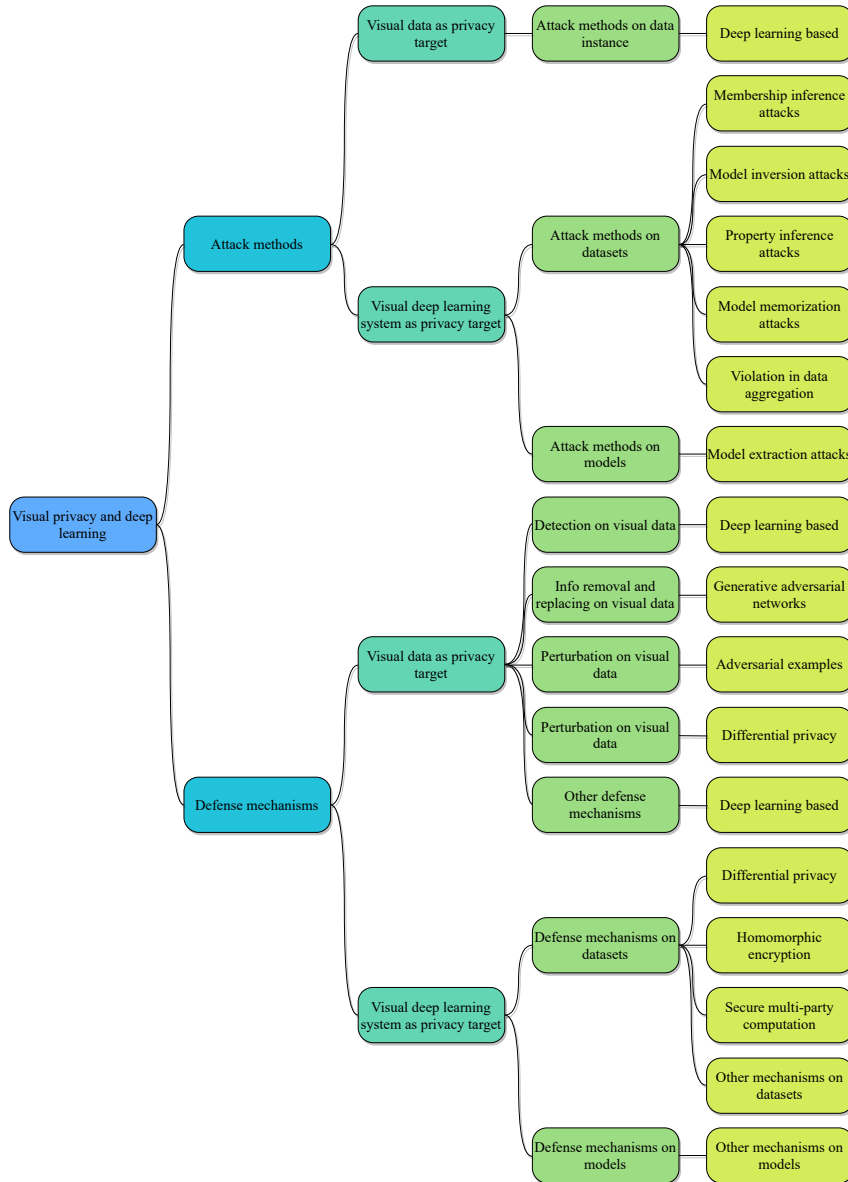 Visual data as privacy
target
Attack methods on data
instance
Deep learning based
Membership inference
attacks
Model inversion attacks
Attack methods
Attack methods on
datasets
Property inference
attacks
Visual deep learning
system as privacy target
Model memorization
attacks
Violation in data
aggregation
Attack methods on
models
Model extraction attacks
Visual privacy and deep
learning
Detection on visual data
Deep learning based
Info removal and
replacing on visual data
Generative adversarial
networks
Visual data as privacy
target
Perturbation on visual
data
Adversarial examples
Perturbation on visual
data
Differential privacy
Defense mechanisms
Other defense
mechanisms
Deep learning based
Differential privacy
Defense mechanisms on
datasets
Homomorphic
encryption
Visual deep learning
system as privacy target
Secure multi-party
computation
Other mechanisms on
datasets
Defense mechanisms on
models
Other mechanisms on
models